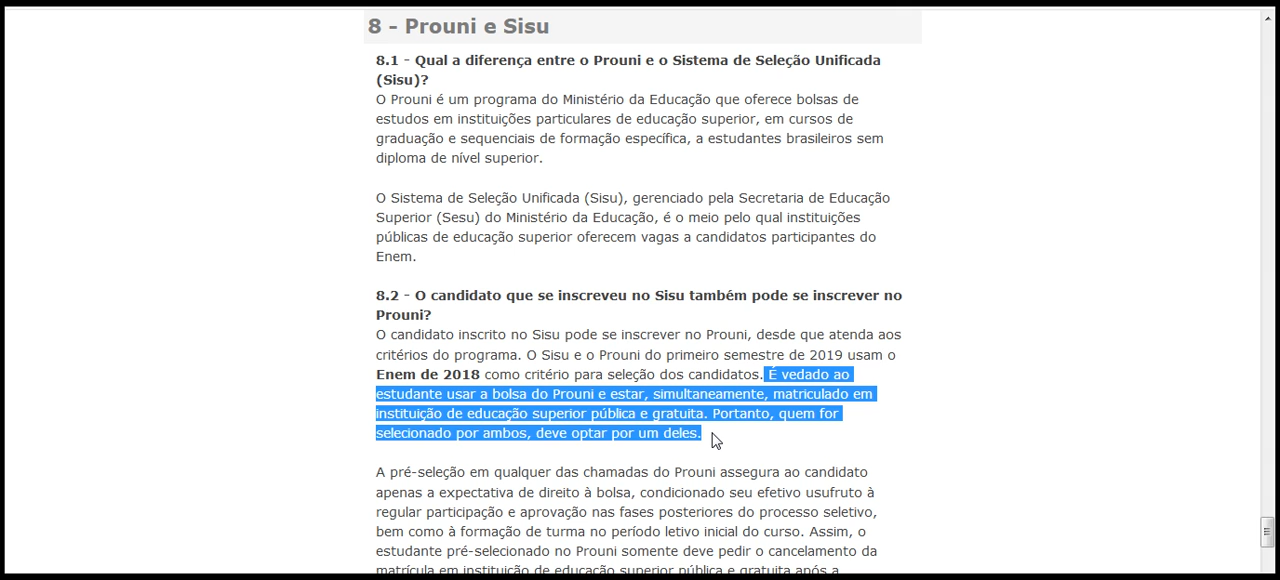 8 - Prouni e Sisu
8.1 - Qual a diferença entre o Prouni e o Sistema de Seleção Unificada
(Sisu)?
O Prouni é um programa do Ministério da Educação que oferece bolsas de
estudos em instituições particulares de educação superior, em cursos de
graduação e sequenciais de formação específica, a estudantes brasileiros sem
diploma de nível superior.
O Sistema de Seleção Unificada (Sisu), gerenciado pela Secretaria de Educação
Superior (Sesu) do Ministério da Educação, é o meio pelo qual instituições
públicas de educação superior oferecem vagas a candidatos participantes do
Enem.
8.2 - O candidato que se inscreveu no Sisu também pode se inscrever no
Prouni?
O candidato inscrito no Sisu pode se inscrever no Prouni, desde que atenda aos
critérios do programa. O Sisu e o Prouni do primeiro semestre de 2019 usam o
Enem de 2018 como critério para seleção dos candidatos. É vedado ao
estudante usar a bolsa do Prouni e estar, simultaneamente, matriculado em
instituição de educação superior pública e gratuita. Portanto, quem for
selecionado por ambos, deve optar por um deles.
A pré-seleção em qualquer das chamadas do Prouni assegura ao candidato
apenas a expectativa de direito à bolsa, condicionado seu efetivo usufruto à
regular participação e aprovação nas fases posteriores do processo seletivo,
bem como à formação de turma no período letivo inicial do curso. Assim, o
estudante pré-selecionado no Prouni somente deve pedir o cancelamento da
matrícula em instituição de educação superior pública e gratuita após a